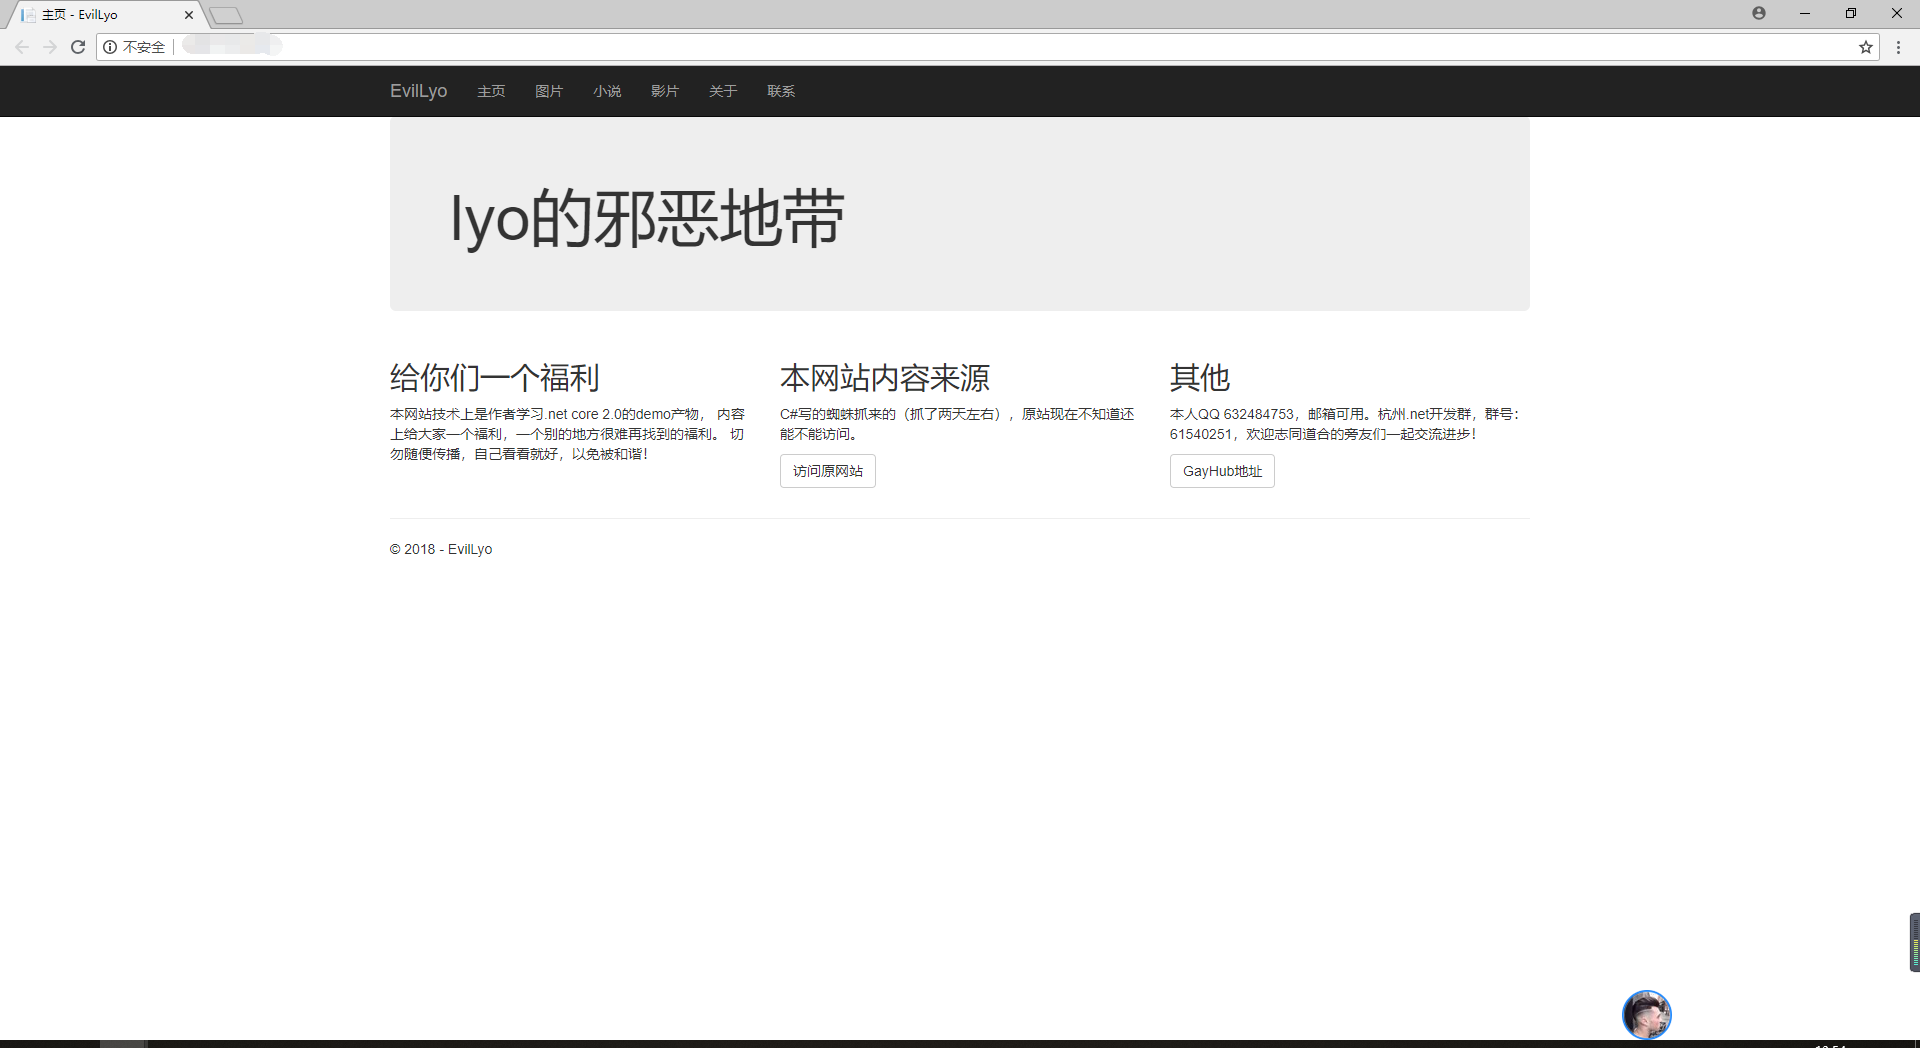 主页 - EvilLyo
不安全
EvilLyo 主页 图片 小说 影片 关于 联系
lyo的邪恶地带
给你们一个福利
本网站技术上是作者学习.net core 2.0的demo产物， 内容
上给大家一个福利，一个别的地方很难再找到的福利。 切
勿随便传播，自己看看就好，以免被和谐！
本网站内容来源
C#写的蜘蛛抓来的（抓了两天左右），原站现在不知道还
能不能访问。
访问原网站
其他
本人QQ 632484753，邮箱可用。杭州.net开发群，群号：
61540251，欢迎志同道合的旁友们一起交流进步！
GayHub地址
© 2018 - EvilLyo